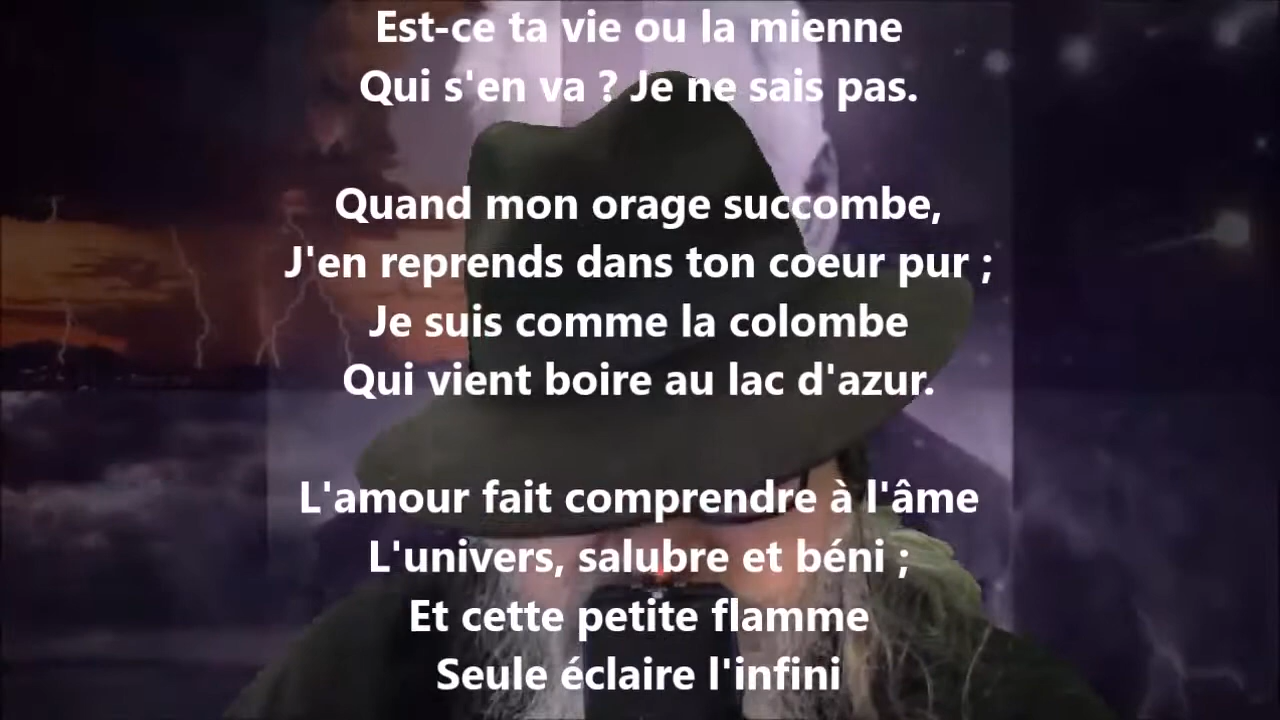 Est-ce ta vie ou la mienne
Qui s'en va ? Je ne sais pas.
Quand mon orage succombe,
J'en reprends dans ton coeur pur ;
Je suis comme la colombe
Qui vient boire au lac d'azur.
L'amour fait comprendre à l'âme
L'univers, salubre et béni ;
Et cette petite flamme
Seule éclaire l'infini